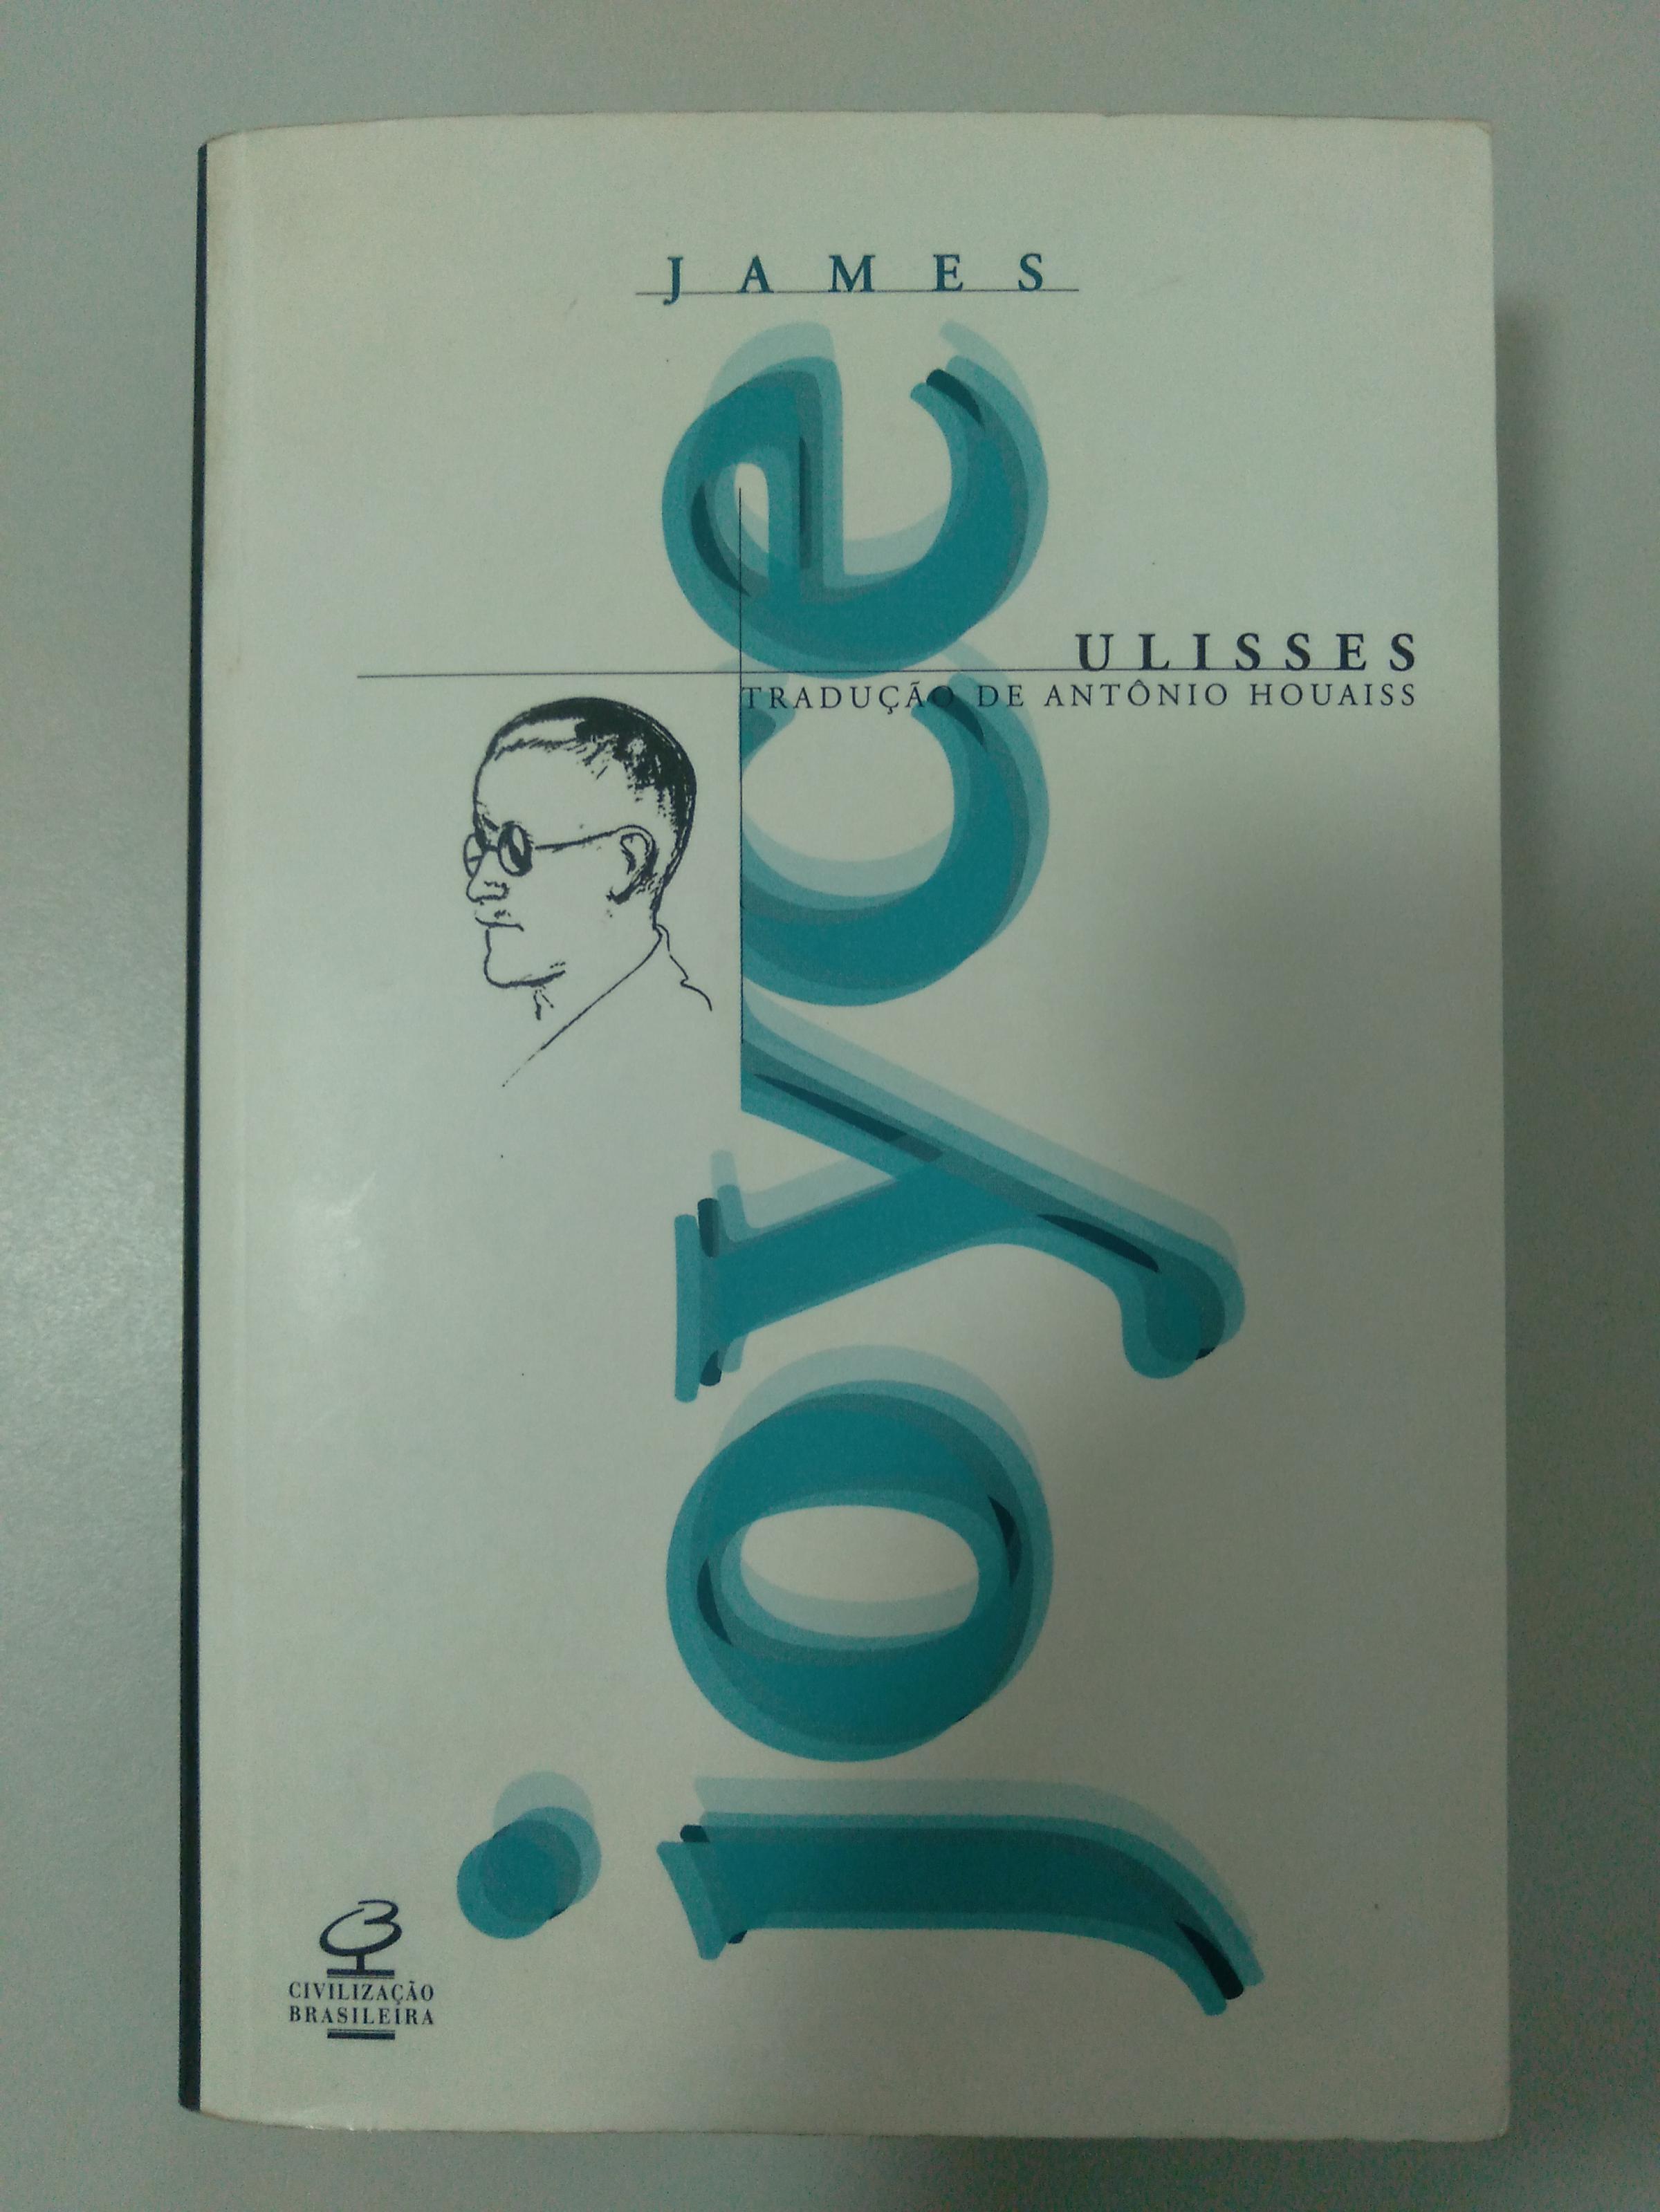 JAMES
joyce
ULISSES
TRADUÇÃO DE ANTÔNIO HOUAISS
CIVILIZAÇÃO
BRASILEIRA